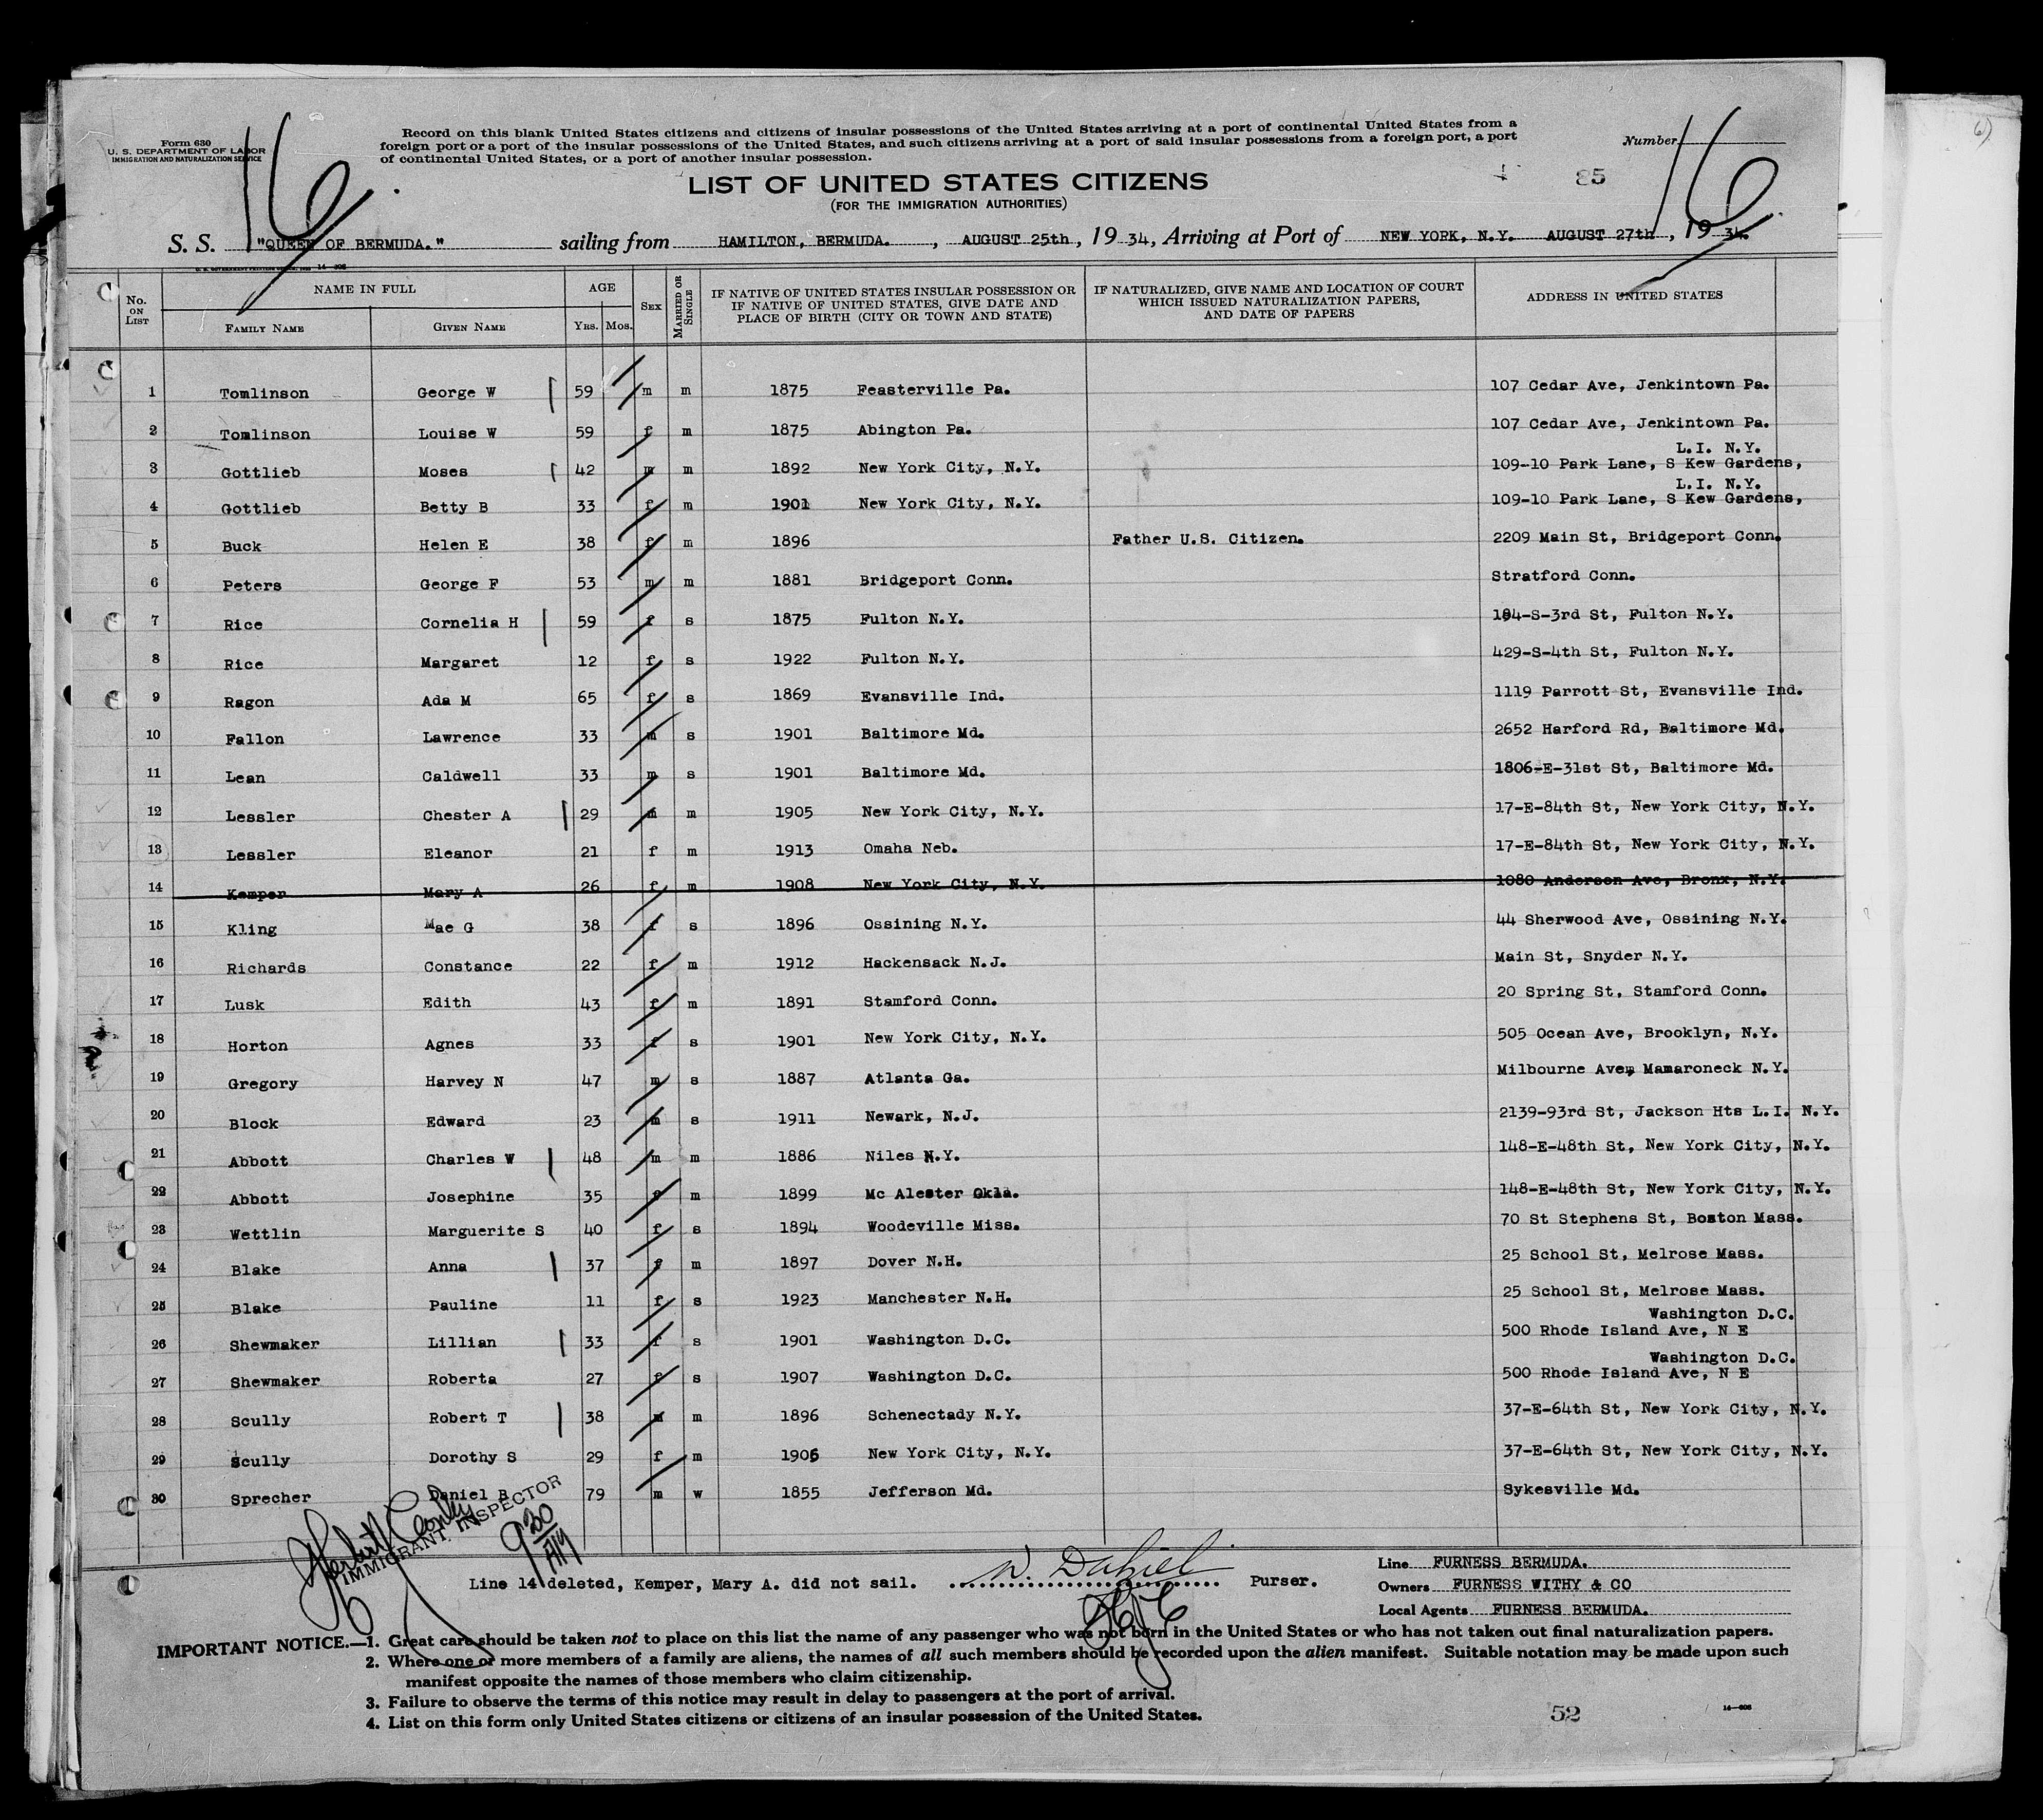 Form 630
U. S. DEPARTMENT OF LABOR
IMMIGRATION AND NATURALIZATION SERVICE
16
Record on this blank United States citizens and citizens of insular possessions of the United States arriving at a port of continental United States from a
foreign port or a port of the insular possessions of the United States, and such citizens arriving at a port of said insular possessions from a foreign port, a port
of continental United States, or a port of another insular possession.
Number 16
85
LIST OF UNITED STATES CITIZENS
(FOR THE IMMIGRATION AUTHORITIES)
S. S. "QUEEN OF BERMUDA." sailing from HAMILTON, BERMUDA. , AUGUST 25th , 19 34, Arriving at Port of NEW YORK, N.Y. AUGUST 27th , 19 34.
No. ON LIST NAME IN FULL FAMILY NAME GIVEN NAME AGE YRS. MOS. SEX MARRIED OR SINGLE IF NATIVE OF UNITED STATES INSULAR POSSESSION OR IF NATIVE OF UNITED STATES, GIVE DATE AND PLACE OF BIRTH (CITY OR TOWN AND STATE) IF NATURALIZED, GIVE NAME AND LOCATION OF COURT WHICH ISSUED NATURALIZATION PAPERS, AND DATE OF PAPERS ADDRESS IN UNITED STATES
1 Tomlinson George W 59 m m 1875 Feasterville Pa. 107 Cedar Ave, Jenkintown Pa.
2 Tomlinson Louise W 59 f m 1875 Abington Pa. 107 Cedar Ave, Jenkintown Pa.
L.I. N.Y.
3 Gottlieb Moses 42 m m 1892 New York City, N.Y. 109-10 Park Lane, S Kew Gardens,
L.I. N.Y.
4 Gottlieb Betty B 33 f m 1901 New York City, N.Y. 109-10 Park Lane, S Kew Gardens,
5 Buck Helen E 38 f m 1896 Father U.S. Citizen. 2209 Main St, Bridgeport Conn.
6 Peters George F 53 m m 1881 Bridgeport Conn. Stratford Conn.
7 Rice Cornelia H 59 f s 1875 Fulton N.Y. 194-S-3rd St, Fulton N.Y.
8 Rice Margaret 12 f s 1922 Fulton N.Y. 429-S-4th St, Fulton N.Y.
9 Ragon Ada M 65 f s 1869 Evansville Ind. 1119 Parrott St, Evansville Ind.
10 Fallon Lawrence 33 m s 1901 Baltimore Md. 2652 Harford Rd, Baltimore Md.
11 Lean Caldwell 33 m s 1901 Baltimore Md. 1806-E-31st St, Baltimore Md.
12 Lessler Chester A 29 m m 1905 New York City, N.Y. 17-E-84th St, New York City, N.Y.
13 Lessler Eleanor 21 f m 1913 Omaha Neb. 17-E-84th St, New York City, N.Y.
14 Kemper Mary A 26 f m 1908 New York City, N.Y. 1080 Anderson Ave, Bronx, N.Y.
15 Kling Mae G 38 f s 1896 Ossining N.Y. 44 Sherwood Ave, Ossining N.Y.
16 Richards Constance 22 f m 1912 Hackensack N.J. Main St, Snyder N.Y.
17 Lusk Edith 43 f m 1891 Stamford Conn. 20 Spring St, Stamford Conn.
18 Horton Agnes 33 f s 1901 New York City, N.Y. 505 Ocean Ave, Brooklyn, N.Y.
19 Gregory Harvey N 47 m s 1887 Atlanta Ga. Milbourne Ave, Mamaroneck N.Y.
20 Block Edward 23 m s 1911 Newark, N.J. 2139-93rd St, Jackson Hts L.I. N.Y.
21 Abbott Charles W 48 m m 1886 Niles N.Y. 148-E-48th St, New York City, N.Y.
22 Abbott Josephine 35 f m 1899 Mc Alester Okla. 148-E-48th St, New York City, N.Y.
23 Wettlin Marguerite S 40 f s 1894 Woodeville Miss. 70 St Stephens St, Boston Mass.
24 Blake Anna 37 f m 1897 Dover N.H. 25 School St, Melrose Mass.
25 Blake Pauline 11 f s 1923 Manchester N.H. 25 School St, Melrose Mass.
Washington D.C.
26 Shewmaker Lillian 33 f s 1901 Washington D.C. 500 Rhode Island Ave, N E
Washington D.C.
27 Shewmaker Roberta 27 f s 1907 Washington D.C. 500 Rhode Island Ave, N E
28 Scully Robert T 38 m m 1896 Schenectady N.Y. 37-E-64th St, New York City, N.Y.
29 Scully Dorothy S 29 f m 1905 New York City, N.Y. 37-E-64th St, New York City, N.Y.
30 Sprecher Daniel B 79 m w 1855 Jefferson Md. Sykesville Md.
IMMIGRANT INSPECTOR
9 30 AM
Line 14 deleted, Kemper, Mary A. did not sail. Purser.
Line FURNESS BERMUDA.
Owners FURNESS WITHY & CO
Local Agents FURNESS BERMUDA.
IMPORTANT NOTICE.—1. Great care should be taken not to place on this list the name of any passenger who was not born in the United States or who has not taken out final naturalization papers.
2. Where one or more members of a family are aliens, the names of all such members should be recorded upon the alien manifest. Suitable notation may be made upon such
manifest opposite the names of those members who claim citizenship.
3. Failure to observe the terms of this notice may result in delay to passengers at the port of arrival.
4. List on this form only United States citizens or citizens of an insular possession of the United States.
52
14—606